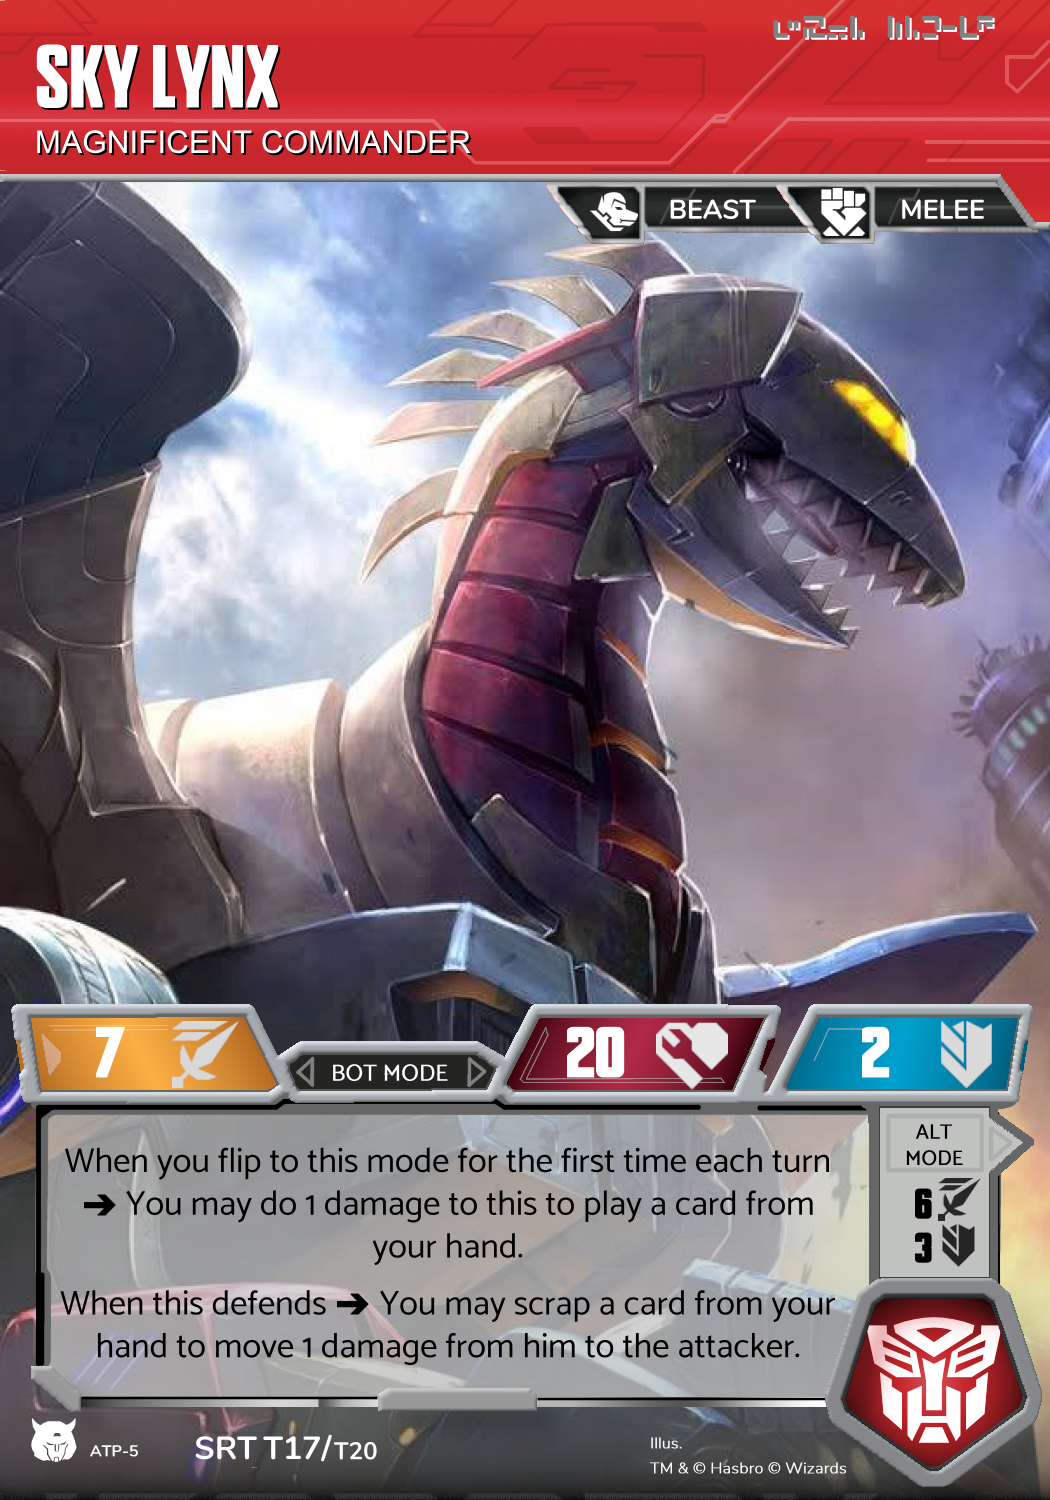 SKY LYNX
MAGNIFICENT COMMANDER
BEAST
MELEE
7
BOT MODE
20
2
When you flip to this mode for the first time each turn
➔ You may do 1 damage to this to play a card from
your hand.
When this defends ➔ You may scrap a card from your
hand to move 1 damage from him to the attacker.
ALT
MODE
6
3
ATP-5
SRT T17/T20
Illus.
TM & © Hasbro © Wizards